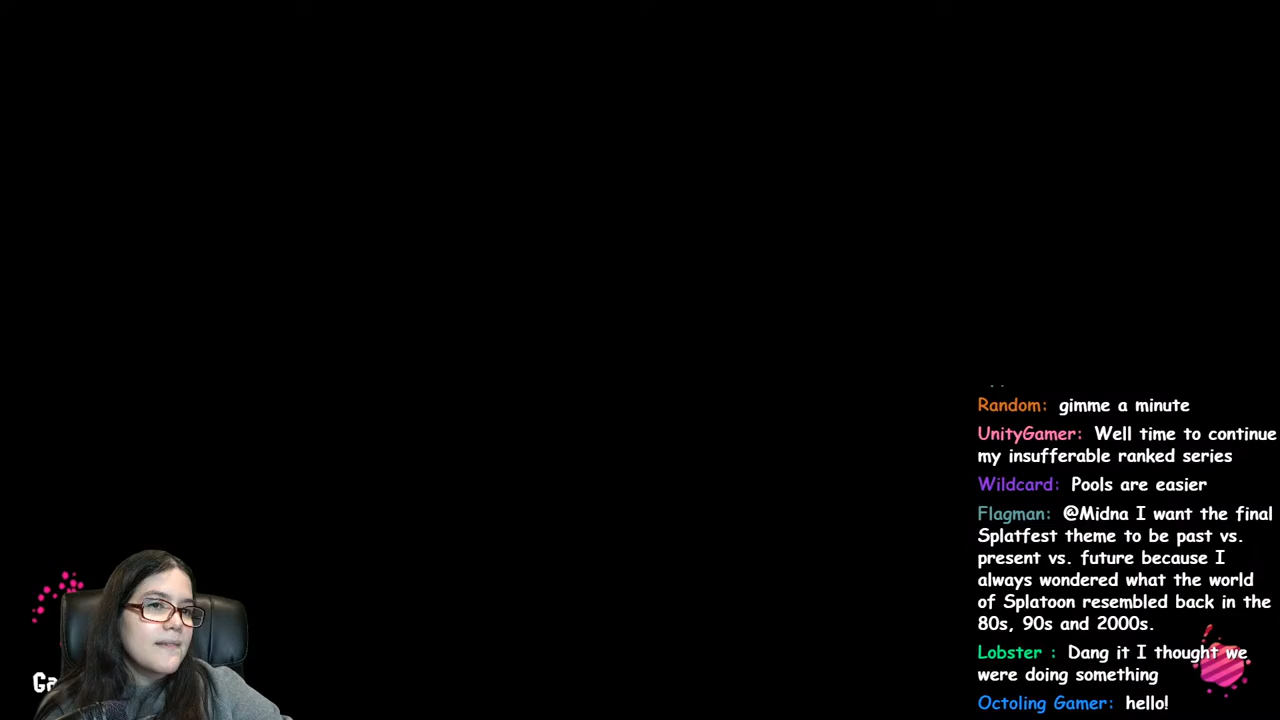 Random: gimme a minute
UnityGamer: Well time to continue
my insufferable ranked series
Wildcard: Pools are easier
Flagman: @Midna I want the final
Splatfest theme to be past vs.
present vs. future because I
always wondered what the world
of Splatoon resembled back in the
80s, 90s and 2000s.
Lobster : Dang it I thought we
were doing something
Octoling Gamer: hello!
Ga